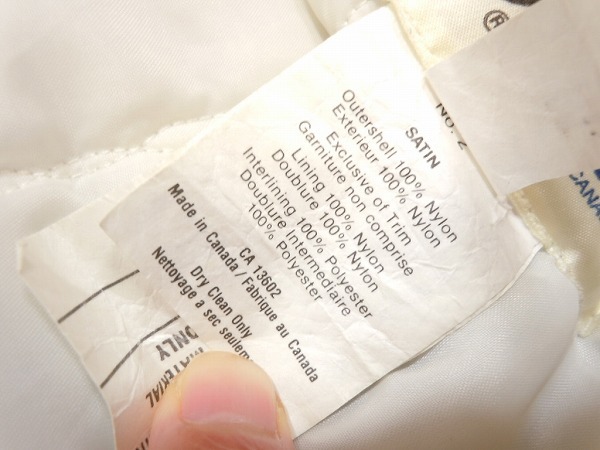 ®
No. 2
CANA
SATIN
Outershell 100% Nylon
Exterieur 100% Nylon
Exclusive of Trim
Garniture non comprise
Lining 100% Nylon
Doublure 100% Nylon
Interlining 100% Polyester
Doublure Intermediaire
100% Polyester
CA 13602
Made in Canada / Fabrique au Canada
Dry Clean Only
Nettoyage a sec seulem
MATERIAL
ONLY